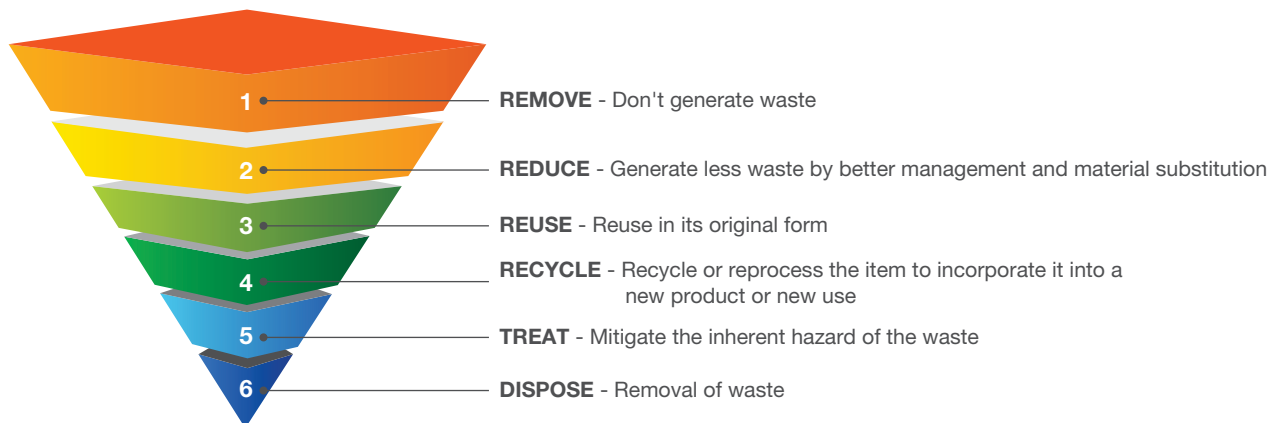 1 REMOVE - Don't generate waste
2 REDUCE - Generate less waste by better management and material substitution
3 REUSE - Reuse in its original form
4 RECYCLE - Recycle or reprocess the item to incorporate it into a
new product or new use
5 TREAT - Mitigate the inherent hazard of the waste
6 DISPOSE - Removal of waste